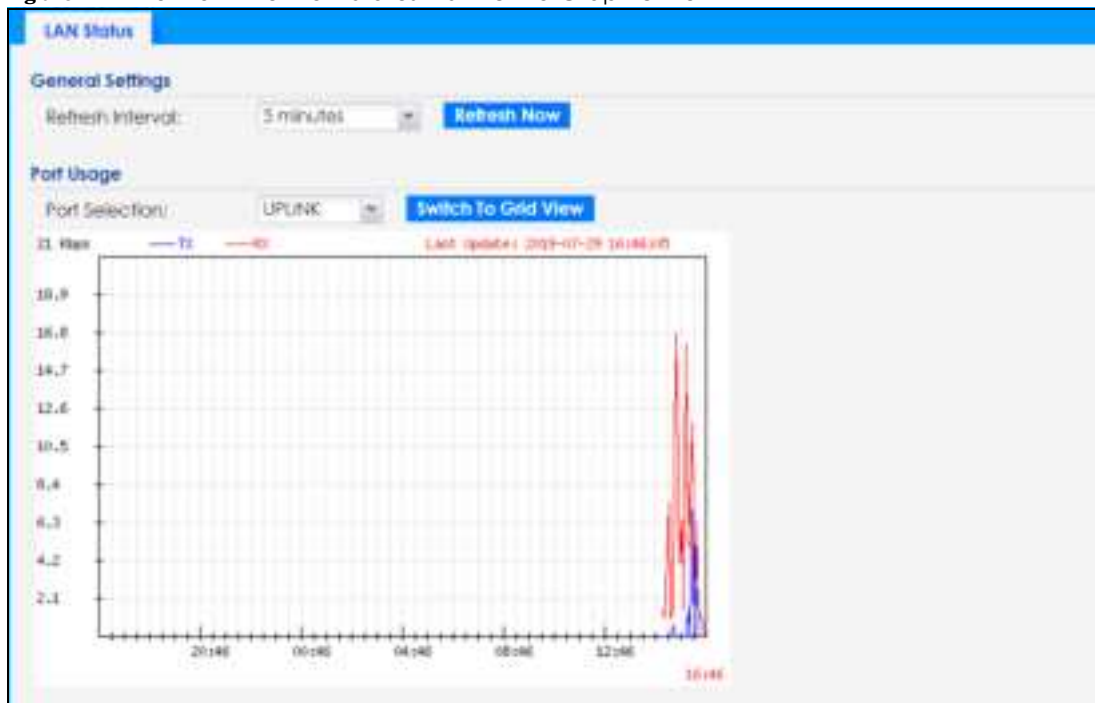 LAN Status
General Settings
Refresh Interval: 5 minutes Refresh Now
Port Usage
Port Selection: UPLINK Switch To Grid View
21 Kbps TX RX Last Update: 2019-07-29 16:46:05
18.9
16.8
14.7
12.6
10.5
8.4
6.3
4.2
2.1
20:46 00:46 04:46 08:46 12:46
16:46